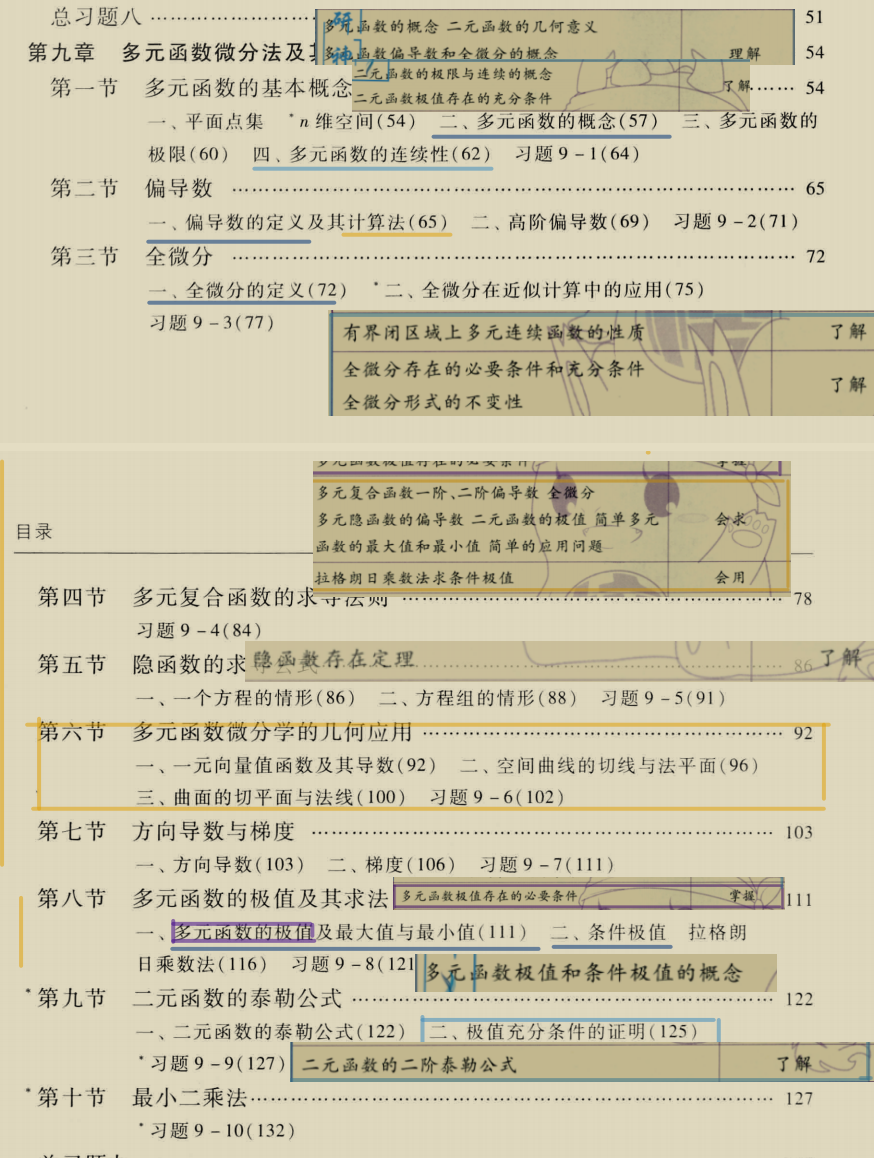 总习题八 …… 51
研
神
多元函数的概念 二元函数的几何意义
第九章 多元函数微分法及其
多元函数偏导数和全微分的概念 理解 54
二元函数的极限与连续的概念
第一节 多元函数的基本概念 了解 …… 54
二元函数极值存在的充分条件
一、平面点集 *n 维空间(54) 二、多元函数的概念(57) 三、多元函数的
极限(60) 四、多元函数的连续性(62) 习题 9-1(64)
第二节 偏导数 …… 65
一、偏导数的定义及其计算法(65) 二、高阶偏导数(69) 习题 9-2(71)
第三节 全微分 …… 72
一、全微分的定义(72) *二、全微分在近似计算中的应用(75)
习题 9-3(77)
有界闭区域上多元连续函数的性质 了解
全微分存在的必要条件和充分条件
了解
全微分形式的不变性
多元函数极值存在的必要条件 掌握
多元复合函数一阶、二阶偏导数 全微分
目录
多元隐函数的偏导数 二元函数的极值 简单多元 会求
函数的最大值和最小值 简单的应用问题
拉格朗日乘数法求条件极值 会用
第四节 多元复合函数的求导法则 …… 78
习题 9-4(84)
第五节 隐函数的求导公式 …… 86
隐函数存在定理 了解
一、一个方程的情形(86) 二、方程组的情形(88) 习题 9-5(91)
第六节 多元函数微分学的几何应用 …… 92
一、一元向量值函数及其导数(92) 二、空间曲线的切线与法平面(96)
三、曲面的切平面与法线(100) 习题 9-6(102)
第七节 方向导数与梯度 …… 103
一、方向导数(103) 二、梯度(106) 习题 9-7(111)
第八节 多元函数的极值及其求法 多元函数极值存在的必要条件 掌握 111
一、多元函数的极值及最大值与最小值(111) 二、条件极值 拉格朗
日乘数法(116) 习题 9-8(121
多元函数极值和条件极值的概念
*第九节 二元函数的泰勒公式 …… 122
一、二元函数的泰勒公式(122) 二、极值充分条件的证明(125)
*习题 9-9(127) 二元函数的二阶泰勒公式 了解
*第十节 最小二乘法 …… 127
*习题 9-10(132)